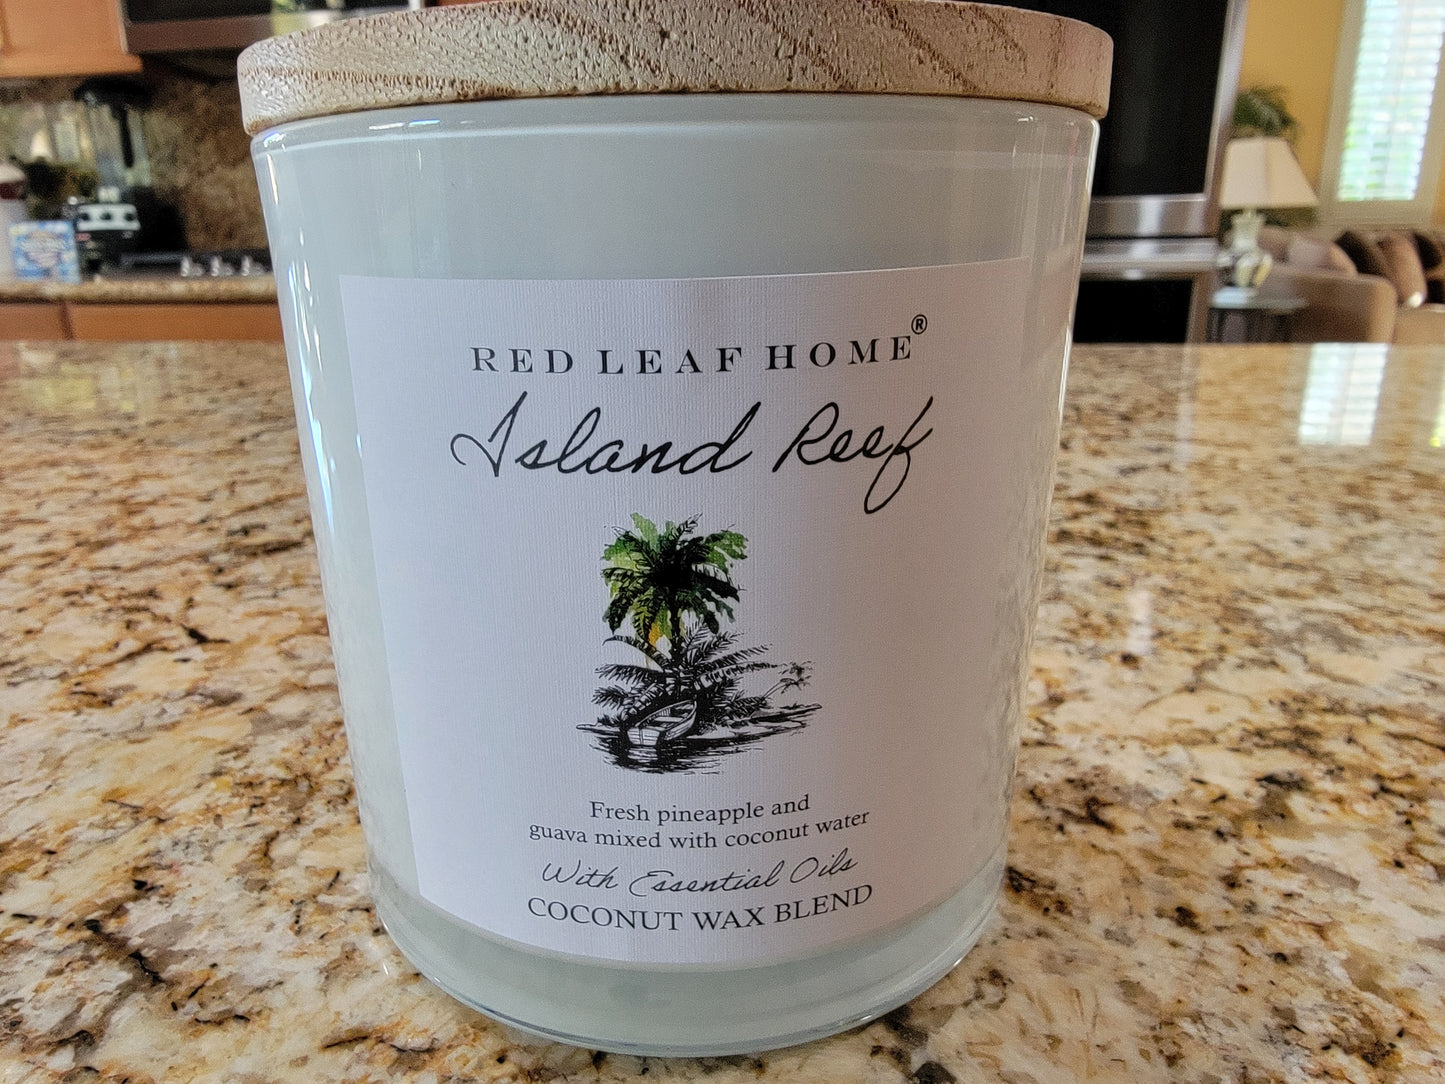 RED LEAF HOME®
Island Reef
Fresh pineapple and
guava mixed with coconut water
With Essential Oils
COCONUT WAX BLEND